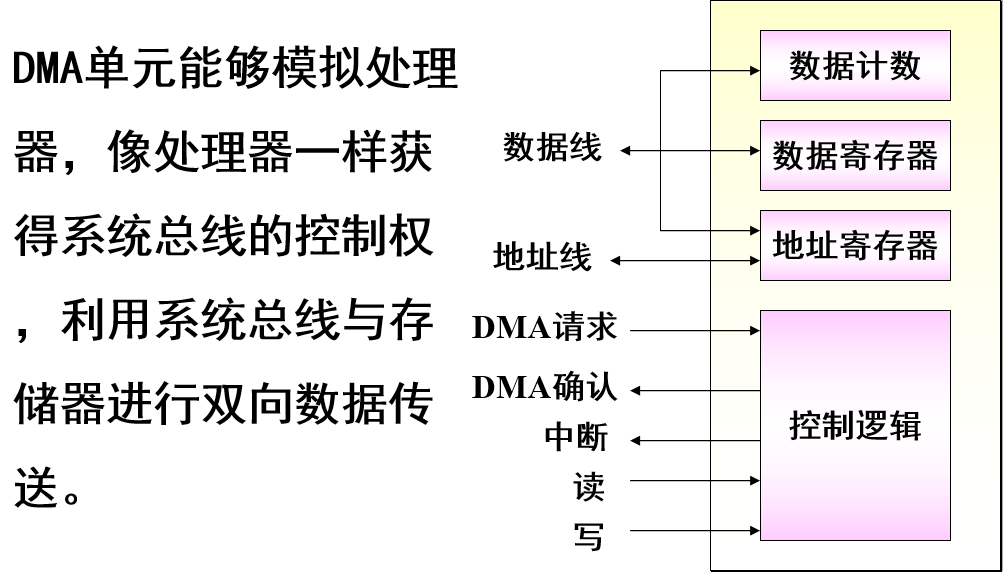 DMA单元能够模拟处理
器，像处理器一样获
得系统总线的控制权
，利用系统总线与存
储器进行双向数据传
送。
数据计数
数据线
数据寄存器
地址线
地址寄存器
DMA请求
DMA确认
中断
控制逻辑
读
写